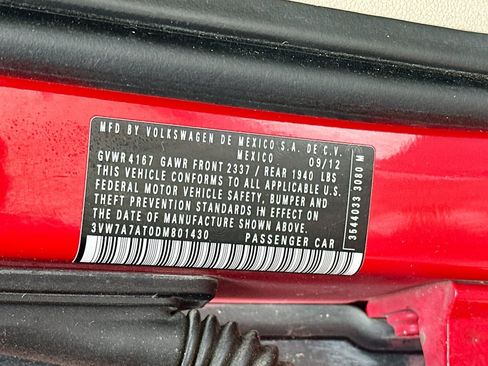 MFD BY VOLKSWAGEN DE MEXICO S.A. DE C.V.
MEXICO 09/12
GVWR 4167 GAWR FRONT 2337 / REAR 1940 LBS
THIS VEHICLE CONFORMS TO ALL APPLICABLE U.S.
FEDERAL MOTOR VEHICLE SAFETY, BUMPER AND
THEFT PREVENTION STANDARDS IN EFFECT ON
THE DATE OF MANUFACTURE SHOWN ABOVE.
3VW7A7AT0DM801430 PASSENGER CAR
3544033 3080 M